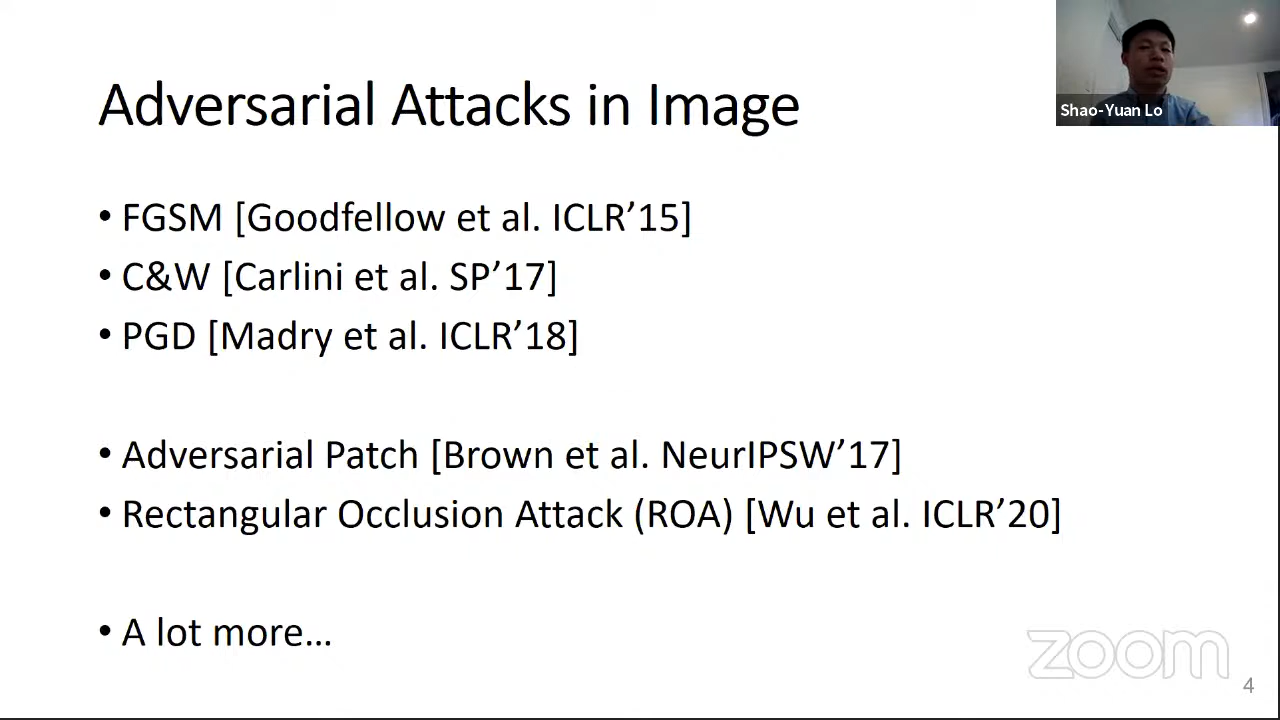 Adversarial Attacks in Image
Shao-Yuan Lo
• FGSM [Goodfellow et al. ICLR’15]
• C&W [Carlini et al. SP’17]
• PGD [Madry et al. ICLR’18]
• Adversarial Patch [Brown et al. NeurIPSW’17]
• Rectangular Occlusion Attack (ROA) [Wu et al. ICLR’20]
• A lot more…
zoom
4